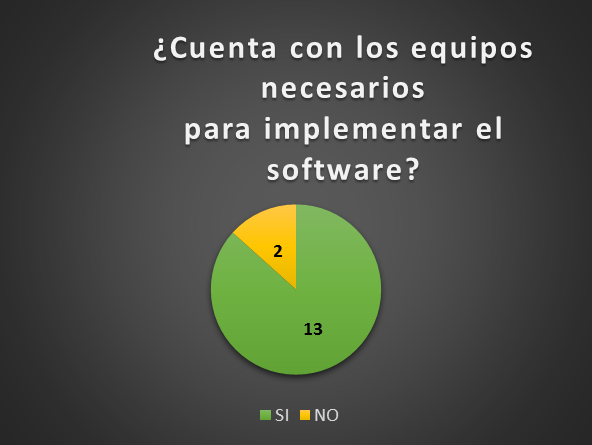 ¿Cuenta con los equipos
necesarios
para implementar el
software?
2
13
SI NO